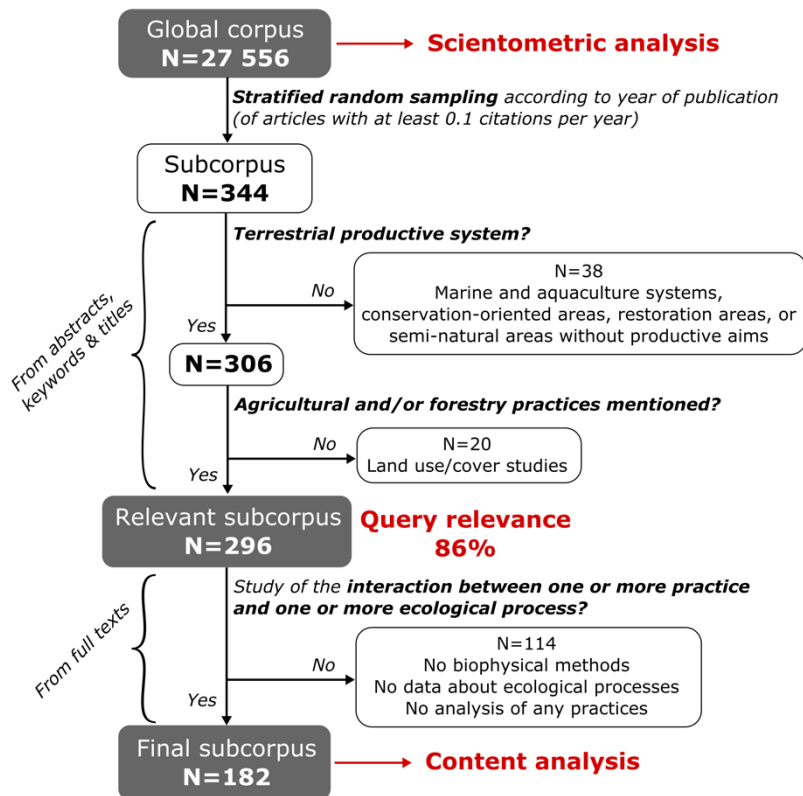 Global corpus
N=27 556
Scientometric analysis
Stratified random sampling according to year of publication
(of articles with at least 0.1 citations per year)
Subcorpus
N=344
From abstracts,
keywords & titles
Terrestrial productive system?
No
N=38
Marine and aquaculture systems,
conservation-oriented areas, restoration areas, or
semi-natural areas without productive aims
Yes
N=306
Agricultural and/or forestry practices mentioned?
No
N=20
Land use/cover studies
Yes
Relevant subcorpus
N=296
Query relevance
86%
From full texts
Study of the interaction between one or more practice
and one or more ecological process?
No
N=114
No biophysical methods
No data about ecological processes
No analysis of any practices
Yes
Final subcorpus
N=182
Content analysis